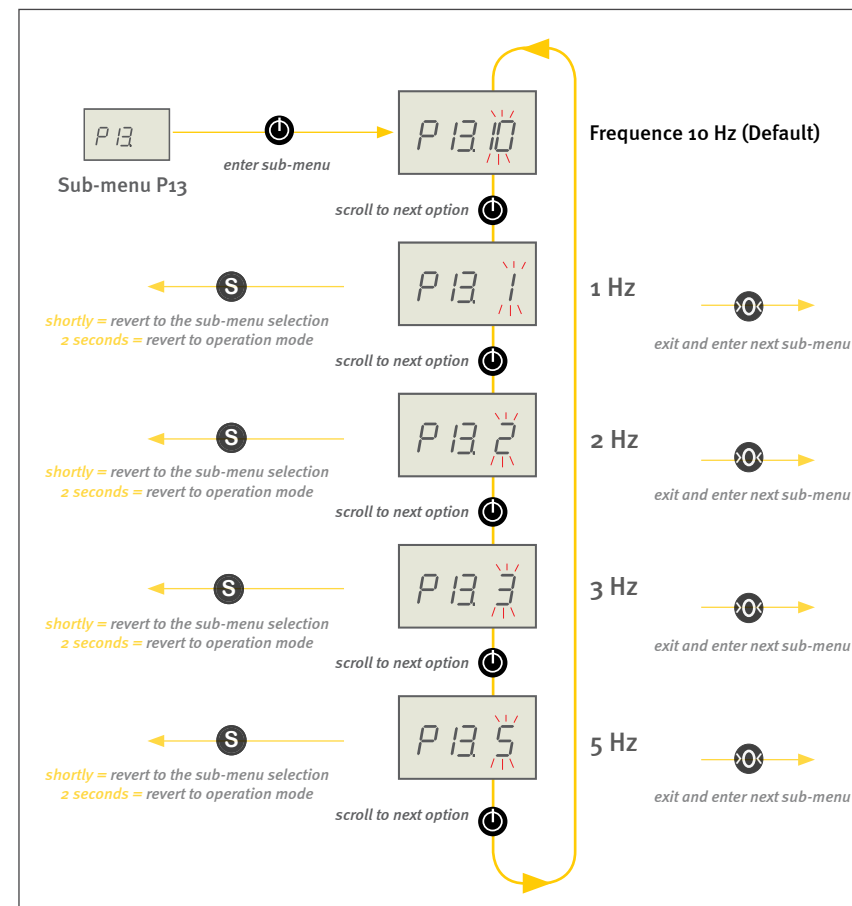 P13.
enter sub-menu
Sub-menu P13
P13.10
Frequence 10 Hz (Default)
scroll to next option
P13. 1
1 Hz
S
>0<
shortly = revert to the sub-menu selection
2 seconds = revert to operation mode
exit and enter next sub-menu
scroll to next option
P13. 2
2 Hz
S
>0<
shortly = revert to the sub-menu selection
2 seconds = revert to operation mode
exit and enter next sub-menu
scroll to next option
P13. 3
3 Hz
S
>0<
shortly = revert to the sub-menu selection
2 seconds = revert to operation mode
exit and enter next sub-menu
scroll to next option
P13. 5
5 Hz
S
>0<
shortly = revert to the sub-menu selection
2 seconds = revert to operation mode
exit and enter next sub-menu
scroll to next option